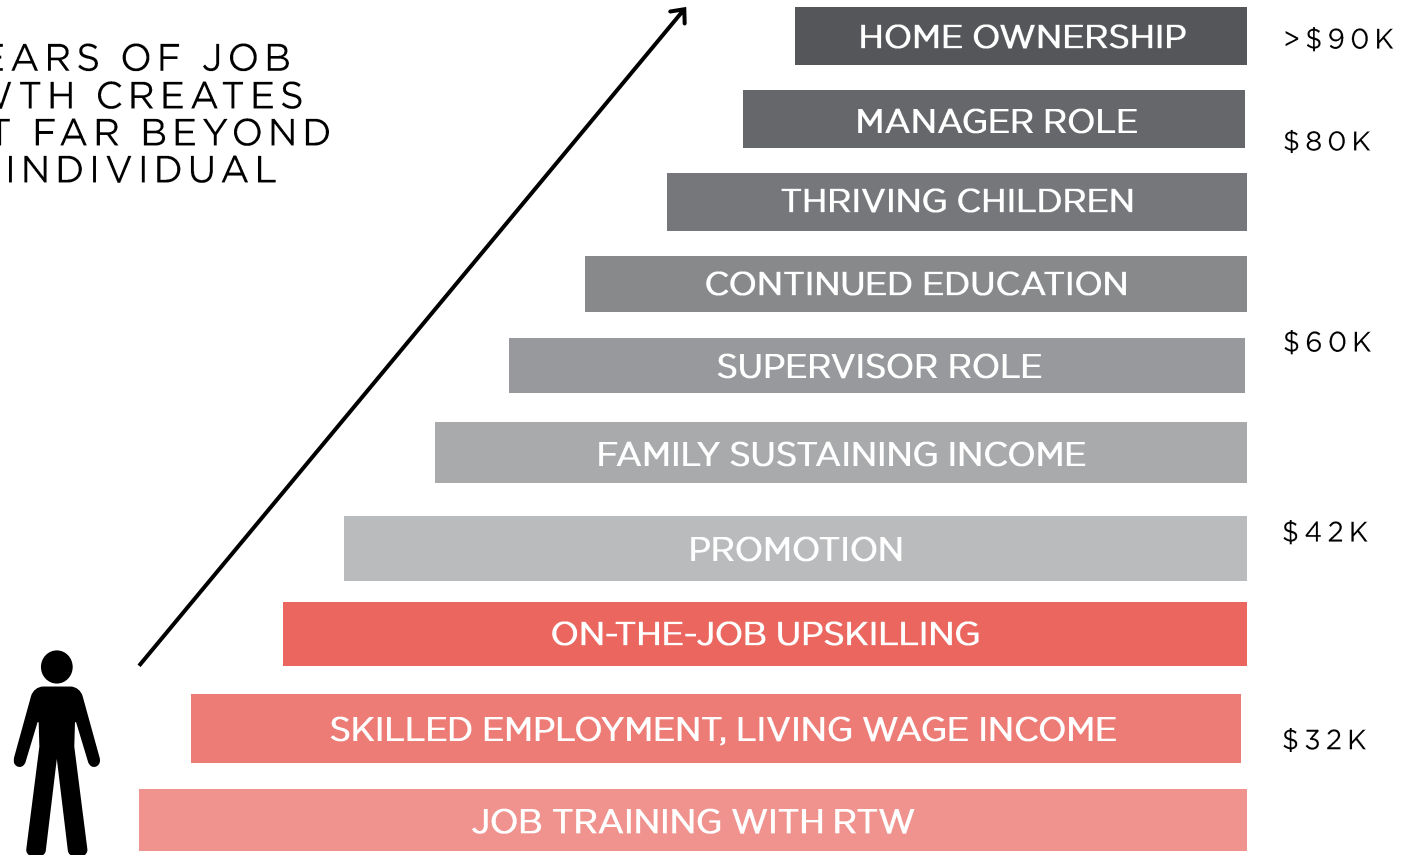 EARS OF JOB
WTH CREATES
T FAR BEYOND
INDIVIDUAL
HOME OWNERSHIP >$90K
MANAGER ROLE $80K
THRIVING CHILDREN
CONTINUED EDUCATION
SUPERVISOR ROLE $60K
FAMILY SUSTAINING INCOME
PROMOTION $42K
ON-THE-JOB UPSKILLING
SKILLED EMPLOYMENT, LIVING WAGE INCOME $32K
JOB TRAINING WITH RTW